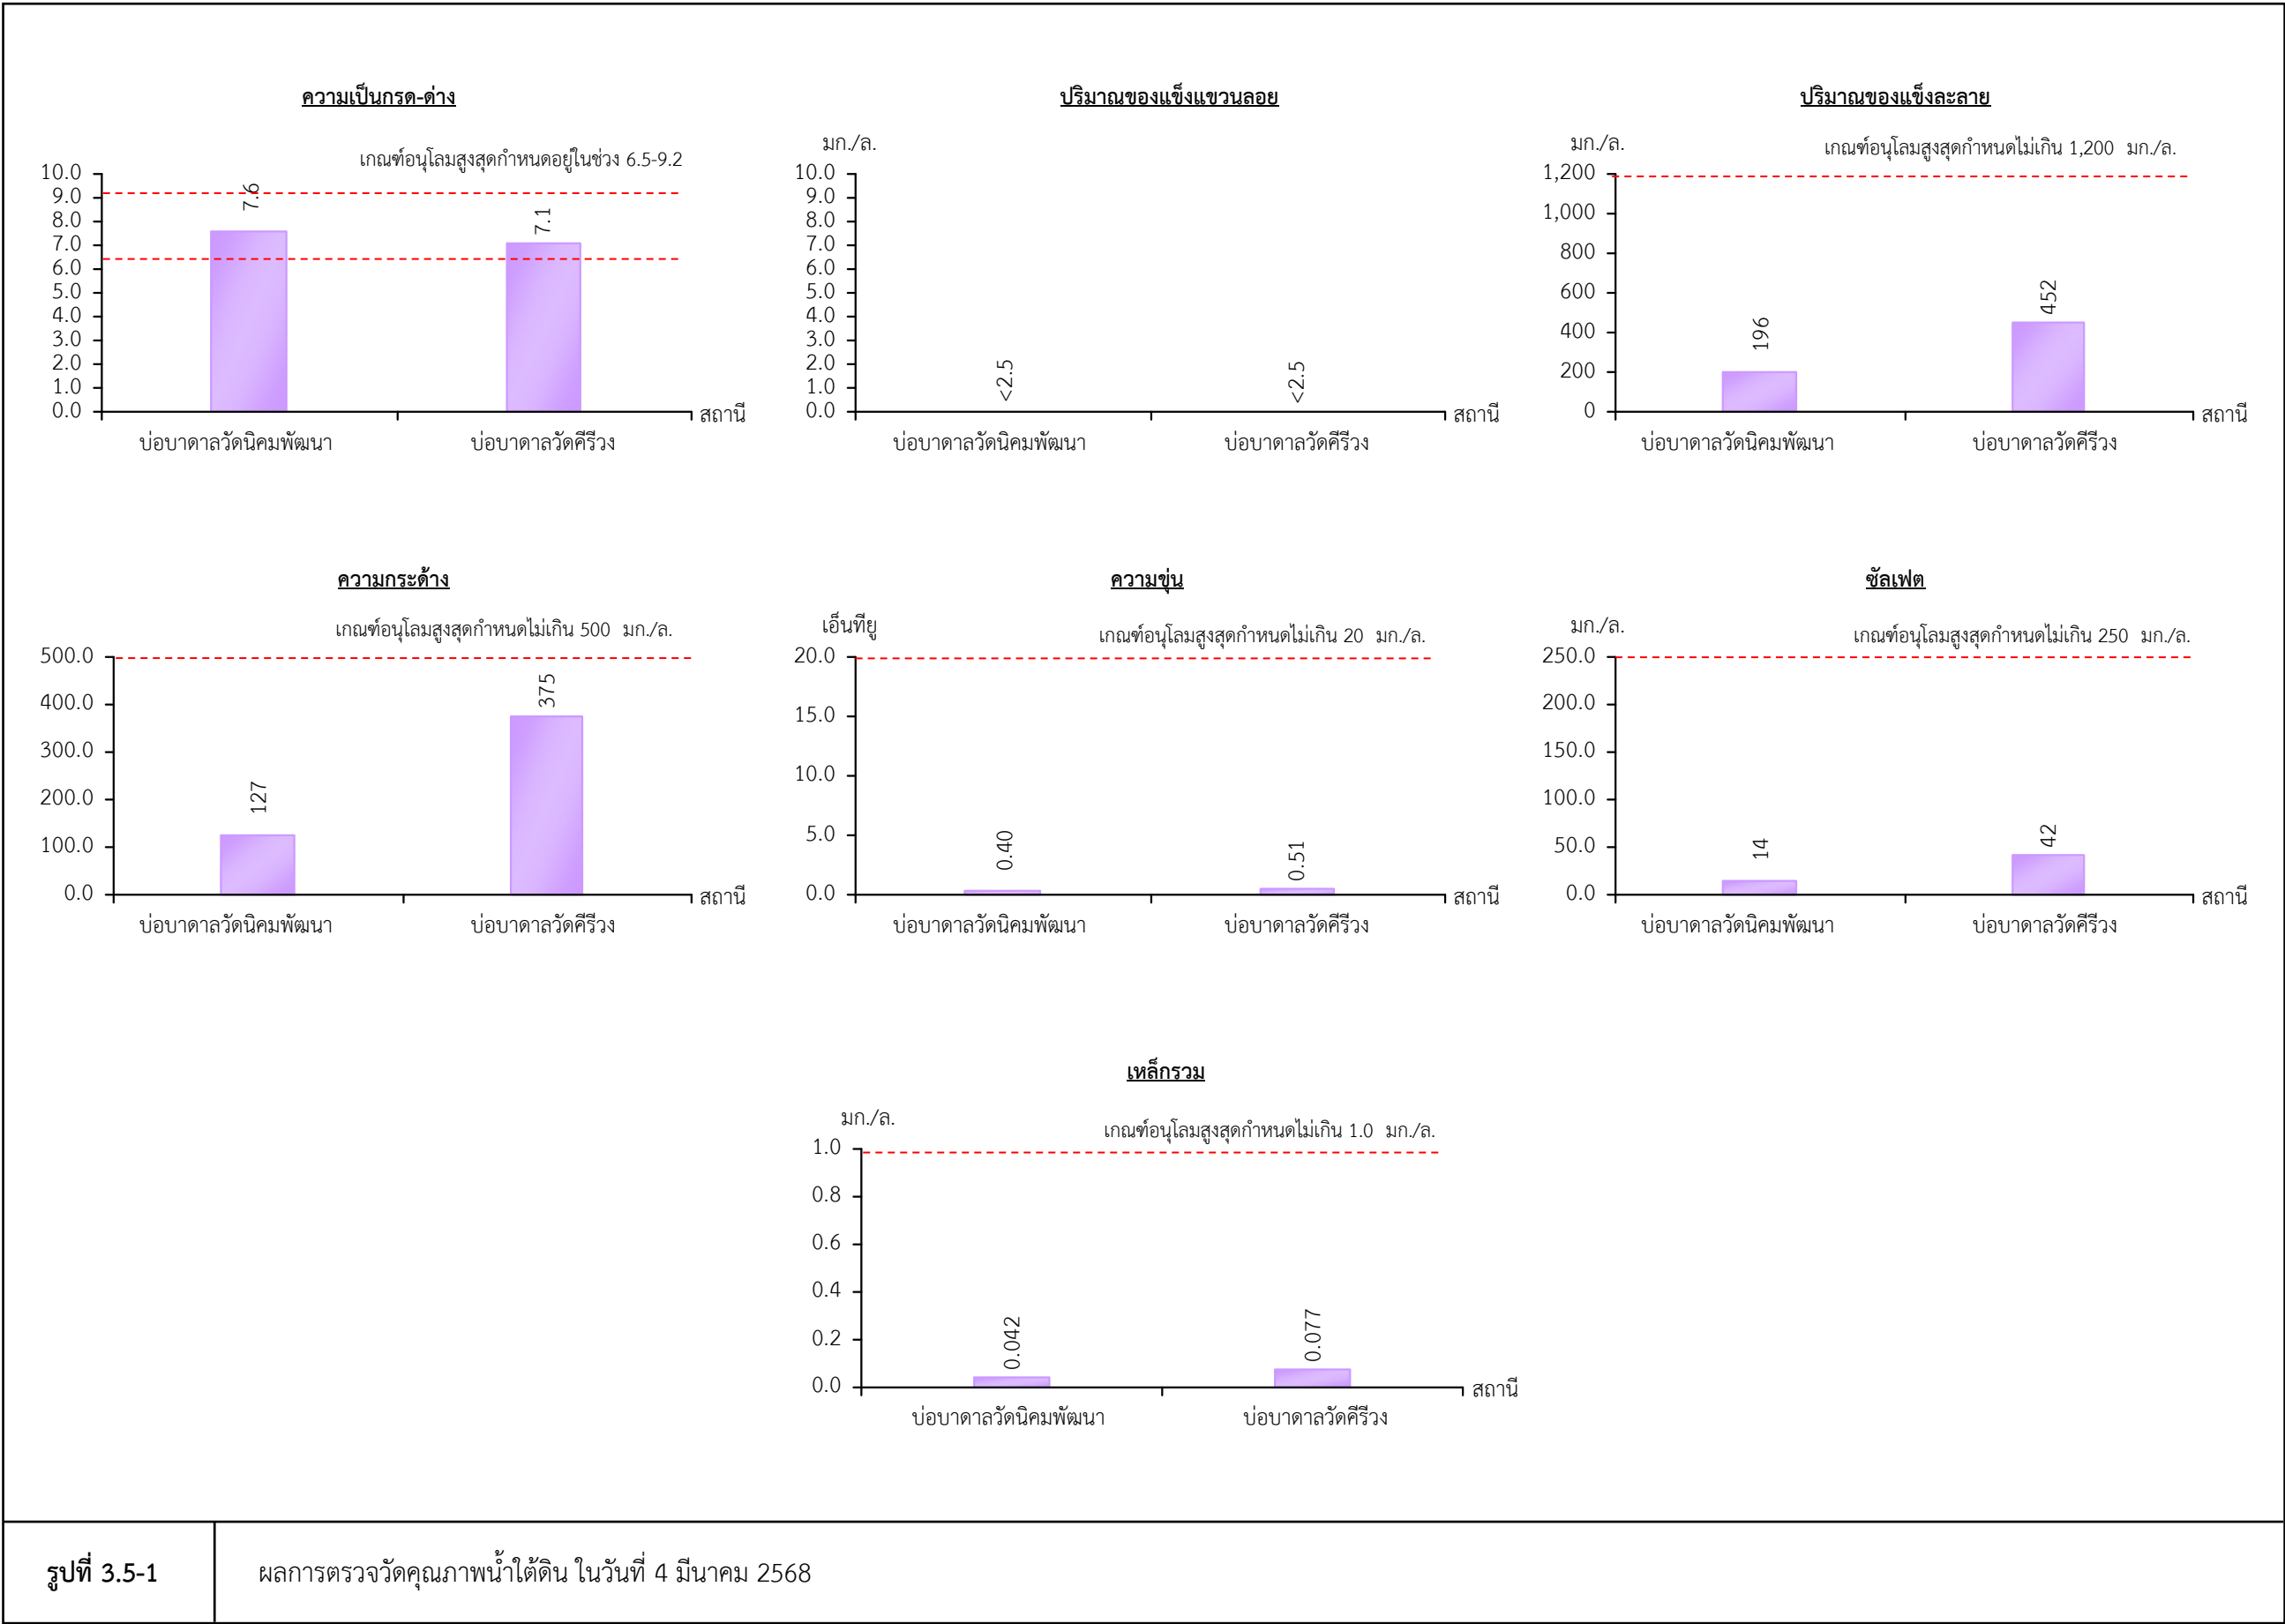 ความเป็นกรด-ด่าง
เกณฑ์อนุโลมสูงสุดกำหนดอยู่ในช่วง 6.5-9.2
10.0
9.0
8.0
7.0
6.0
5.0
4.0
3.0
2.0
1.0
0.0
7.6
7.1
สถานี
บ่อบาดาลวัดนิคมพัฒนา
บ่อบาดาลวัดคีรีวง
ปริมาณของแข็งแขวนลอย
มก./ล.
10.0
9.0
8.0
7.0
6.0
5.0
4.0
3.0
2.0
1.0
0.0
<2.5
<2.5
สถานี
บ่อบาดาลวัดนิคมพัฒนา
บ่อบาดาลวัดคีรีวง
ปริมาณของแข็งละลาย
มก./ล.
เกณฑ์อนุโลมสูงสุดกำหนดไม่เกิน 1,200 มก./ล.
1,200
1,000
800
600
400
200
0
196
452
สถานี
บ่อบาดาลวัดนิคมพัฒนา
บ่อบาดาลวัดคีรีวง
ความกระด้าง
เกณฑ์อนุโลมสูงสุดกำหนดไม่เกิน 500 มก./ล.
500.0
400.0
300.0
200.0
100.0
0.0
127
375
สถานี
บ่อบาดาลวัดนิคมพัฒนา
บ่อบาดาลวัดคีรีวง
ความขุ่น
เอ็นทียู
เกณฑ์อนุโลมสูงสุดกำหนดไม่เกิน 20 มก./ล.
20.0
15.0
10.0
5.0
0.0
0.40
0.51
สถานี
บ่อบาดาลวัดนิคมพัฒนา
บ่อบาดาลวัดคีรีวง
ซัลเฟต
มก./ล.
เกณฑ์อนุโลมสูงสุดกำหนดไม่เกิน 250 มก./ล.
250.0
200.0
150.0
100.0
50.0
0.0
14
42
สถานี
บ่อบาดาลวัดนิคมพัฒนา
บ่อบาดาลวัดคีรีวง
เหล็กรวม
มก./ล.
เกณฑ์อนุโลมสูงสุดกำหนดไม่เกิน 1.0 มก./ล.
1.0
0.8
0.6
0.4
0.2
0.0
0.042
0.077
สถานี
บ่อบาดาลวัดนิคมพัฒนา
บ่อบาดาลวัดคีรีวง
รูปที่ 3.5-1
ผลการตรวจวัดคุณภาพน้ำใต้ดิน ในวันที่ 4 มีนาคม 2568